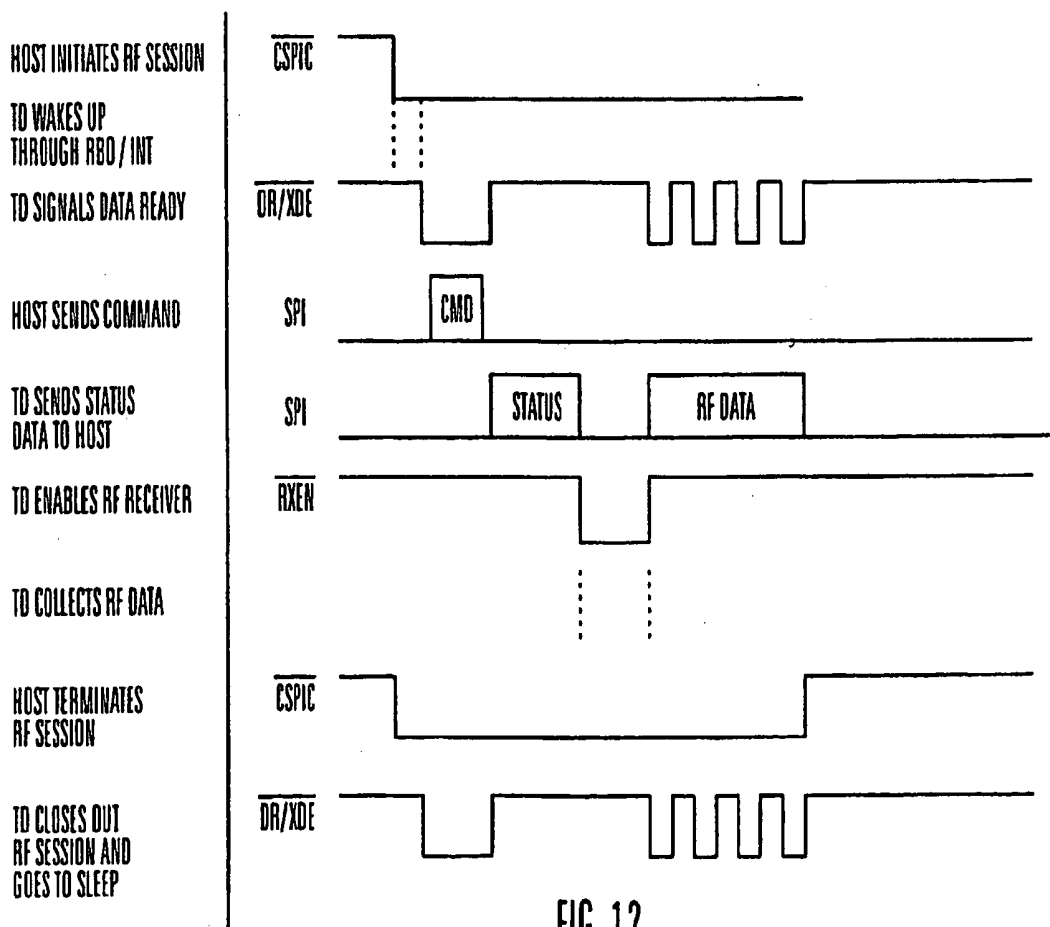 HOST INITIATES RF SESSION
CSPIC
TD WAKES UP
THROUGH RBO / INT
TD SIGNALS DATA READY
DR/XDE
HOST SENDS COMMAND
SPI
CMD
TD SENDS STATUS
DATA TO HOST
SPI
STATUS
RF DATA
TD ENABLES RF RECEIVER
RXEN
TD COLLECTS RF DATA
HOST TERMINATES
RF SESSION
CSPIC
TD CLOSES OUT
RF SESSION AND
GOES TO SLEEP
DR/XDE
FIG. 12